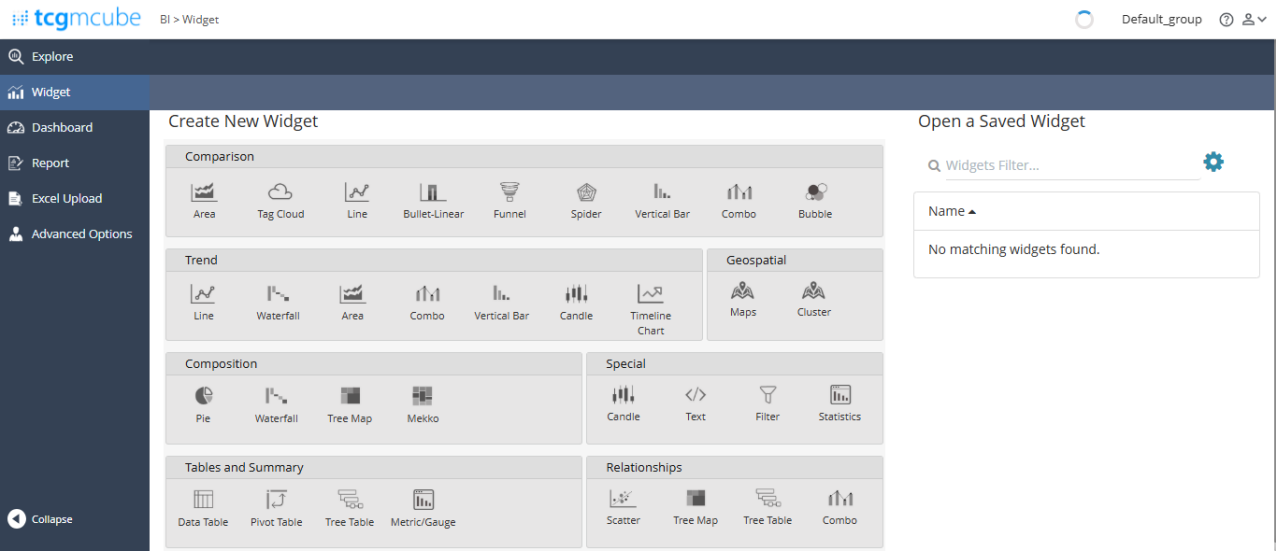 tcgmcube BI > Widget Default_group
Explore
Widget
Dashboard
Report
Excel Upload
Advanced Options
Collapse
Create New Widget
Comparison
Area Tag Cloud Line Bullet-Linear Funnel Spider Vertical Bar Combo Bubble
Trend
Line Waterfall Area Combo Vertical Bar Candle Timeline
Chart
Geospatial
Maps Cluster
Composition
Pie Waterfall Tree Map Mekko
Special
Candle Text Filter Statistics
Tables and Summary
Data Table Pivot Table Tree Table Metric/Gauge
Relationships
Scatter Tree Map Tree Table Combo
Open a Saved Widget
Widgets Filter...
Name
No matching widgets found.